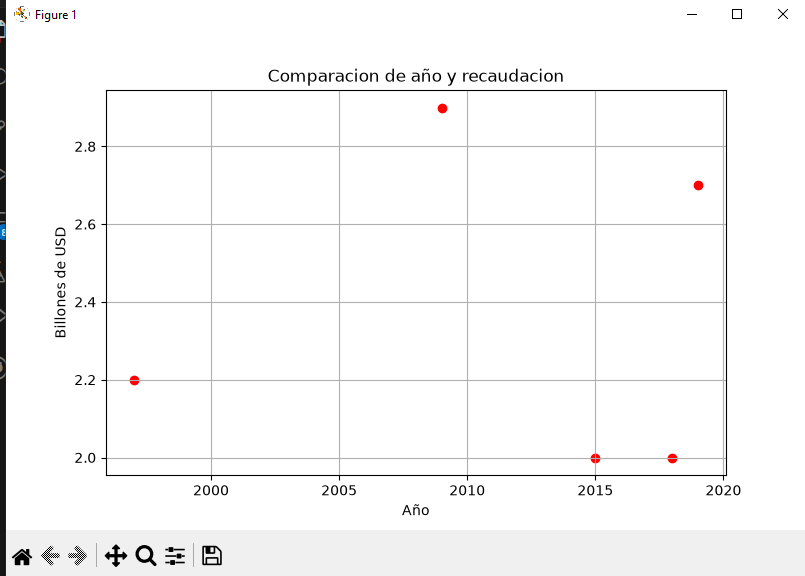 Figure 1
Comparacion de año y recaudacion
2.8
2.6
2.4
2.2
2.0
Billones de USD
2000 2005 2010 2015 2020
Año